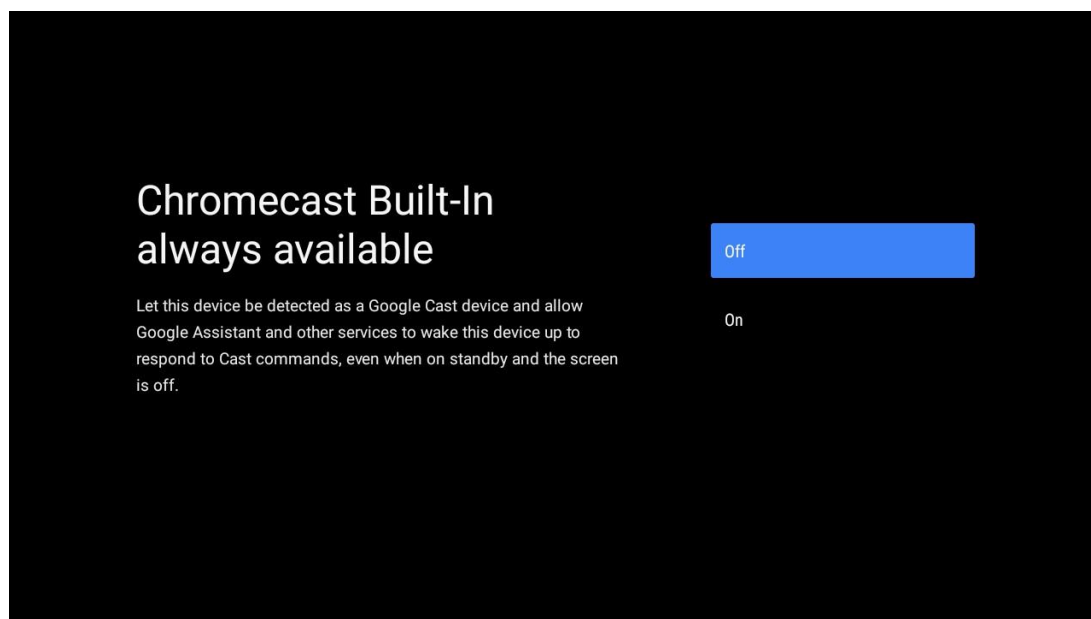 Chromecast Built-In
always available
Let this device be detected as a Google Cast device and allow
Google Assistant and other services to wake this device up to
respond to Cast commands, even when on standby and the screen
is off.
Off
On